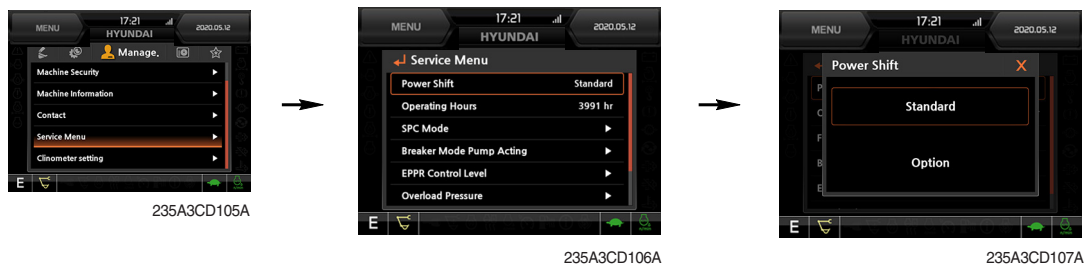 MENU
17:21
2020.05.12
HYUNDAI
Manage.
Machine Security
Machine Information
Contact
Service Menu
Clinometer setting
E
235A3CD105A
MENU
17:21
2020.05.12
HYUNDAI
Service Menu
Power Shift Standard
Operating Hours 3991 hr
SPC Mode
Breaker Mode Pump Acting
EPPR Control Level
Overload Pressure
E
235A3CD106A
MENU
17:21
2020.05.12
HYUNDAI
Power Shift X
Standard
Option
P
F
B
E
E
235A3CD107A